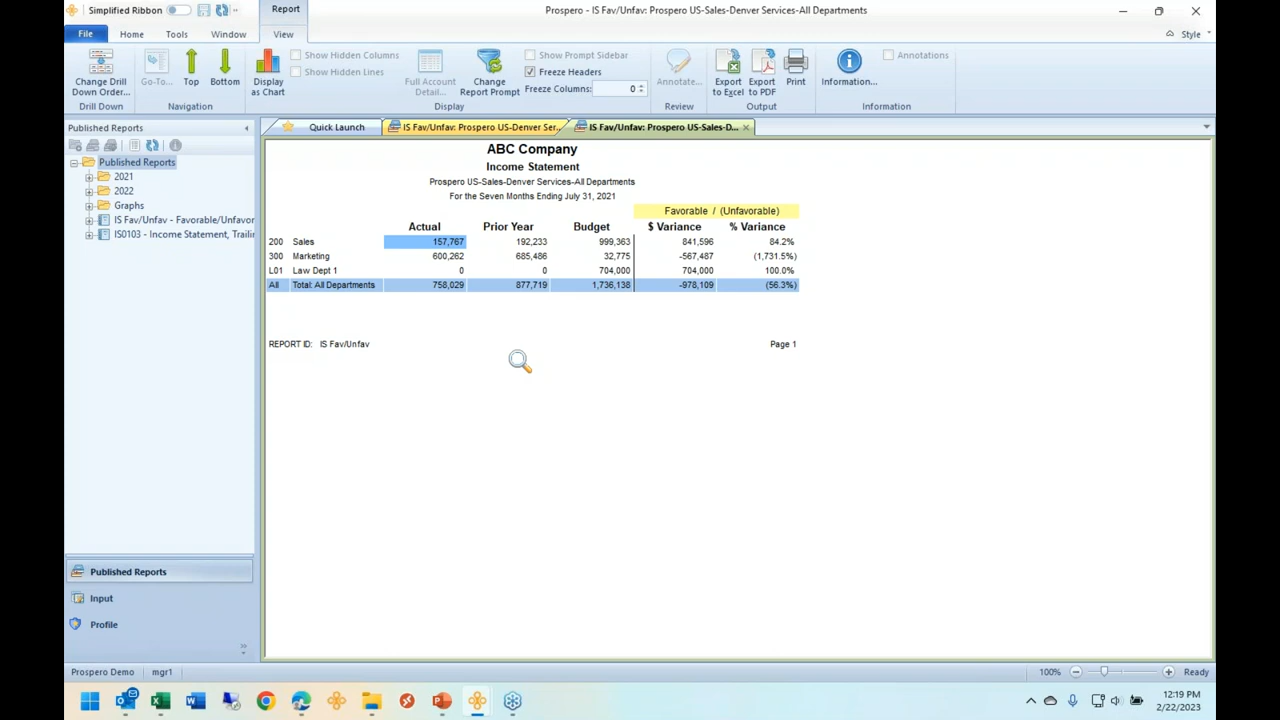 Simplified Ribbon
Report
Prospero - IS Fav/Unfav: Prospero US-Sales-Denver Services-All Departments
File
Home
Tools
Window
View
Style
Change Drill Down Order...
Drill Down
Go-To...
Top
Bottom
Navigation
Display as Chart
Show Hidden Columns
Show Hidden Lines
Full Account Detail...
Change Report Prompt
Show Prompt Sidebar
Freeze Headers
Freeze Columns: 0
Display
Annotate...
Review
Export to Excel
Export to PDF
Print
Output
Information...
Annotations
Information
Published Reports
Quick Launch
IS Fav/Unfav: Prospero US-Denver Ser...
IS Fav/Unfav: Prospero US-Sales-D...
Published Reports
2021
2022
Graphs
IS Fav/Unfav - Favorable/Unfavor
IS0103 - Income Statement, Trailin
ABC Company
Income Statement
Prospero US-Sales-Denver Services-All Departments
For the Seven Months Ending July 31, 2021
Favorable / (Unfavorable)
Actual Prior Year Budget $ Variance % Variance
200 Sales 157,767 192,233 999,363 841,596 84.2%
300 Marketing 600,262 685,486 32,775 -567,487 (1,731.5%)
L01 Law Dept 1 0 0 704,000 704,000 100.0%
All Total: All Departments 758,029 877,719 1,736,138 -978,109 (56.3%)
REPORT ID: IS Fav/Unfav Page 1
Published Reports
Input
Profile
Prospero Demo mgr1
100%
Ready
12:19 PM
2/22/2023